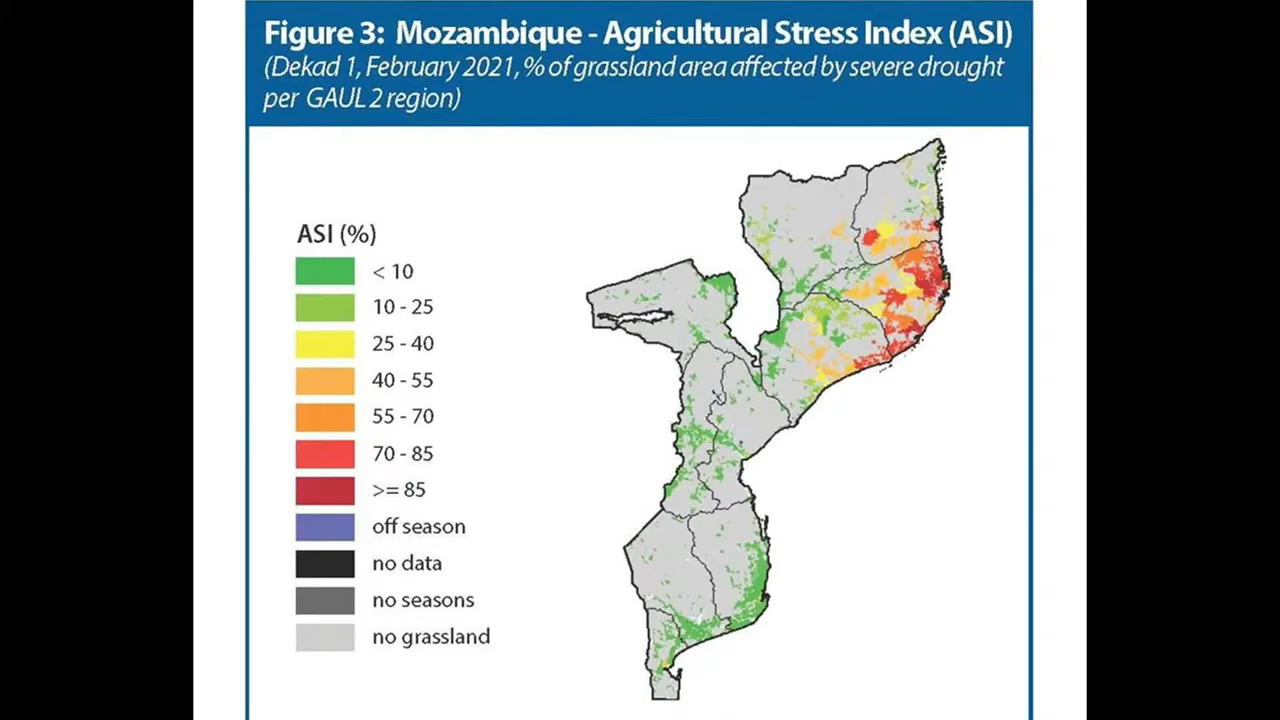 Figure 3: Mozambique - Agricultural Stress Index (ASI)
(Dekad 1, February 2021, % of grassland area affected by severe drought
per GAUL 2 region)
ASI (%)
< 10
10 - 25
25 - 40
40 - 55
55 - 70
70 - 85
>= 85
off season
no data
no seasons
no grassland